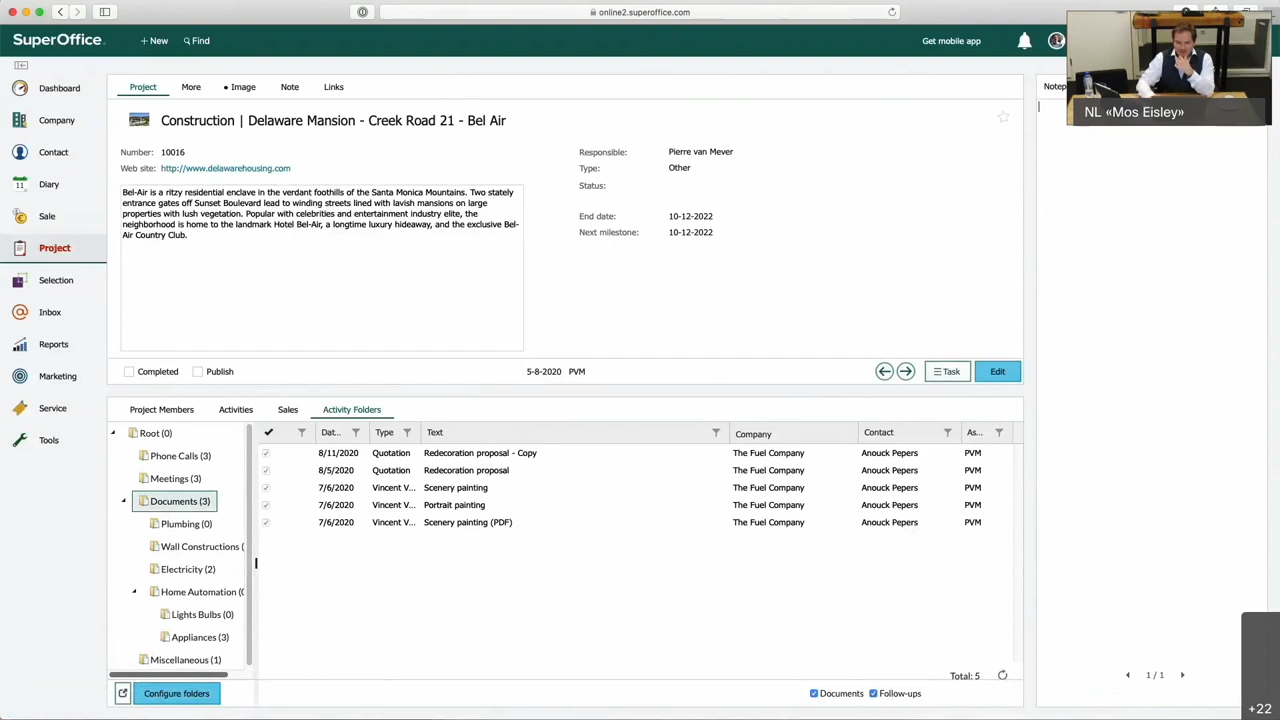 online2.superoffice.com
SuperOffice
+ New
Find
Get mobile app
NL «Mos Eisley»
Dashboard
Company
Contact
11
Diary
Sale
Project
Selection
Inbox
Reports
Marketing
Service
Tools
Project More • Image Note Links
Construction | Delaware Mansion - Creek Road 21 - Bel Air
Number: 10016
Web site: http://www.delawarehousing.com
Bel-Air is a ritzy residential enclave in the verdant foothills of the Santa Monica Mountains. Two stately
entrance gates off Sunset Boulevard lead to winding streets lined with lavish mansions on large
properties with lush vegetation. Popular with celebrities and entertainment industry elite, the
neighborhood is home to the landmark Hotel Bel-Air, a longtime luxury hideaway, and the exclusive Bel-
Air Country Club.
Responsible: Pierre van Mever
Type: Other
Status:
End date: 10-12-2022
Next milestone: 10-12-2022
Completed Publish 5-8-2020 PVM Task Edit
Project Members Activities Sales Activity Folders
Root (0)
Phone Calls (3)
Meetings (3)
Documents (3)
Plumbing (0)
Wall Constructions (
Electricity (2)
Home Automation (
Lights Bulbs (0)
Appliances (3)
Miscellaneous (1)
Configure folders
Dat... Type Text Company Contact As...
8/11/2020 Quotation Redecoration proposal - Copy The Fuel Company Anouck Pepers PVM
8/5/2020 Quotation Redecoration proposal The Fuel Company Anouck Pepers PVM
7/6/2020 Vincent V... Scenery painting The Fuel Company Anouck Pepers PVM
7/6/2020 Vincent V... Portrait painting The Fuel Company Anouck Pepers PVM
7/6/2020 Vincent V... Scenery painting (PDF) The Fuel Company Anouck Pepers PVM
Total: 5
Documents Follow-ups
Notep
1 / 1
+22